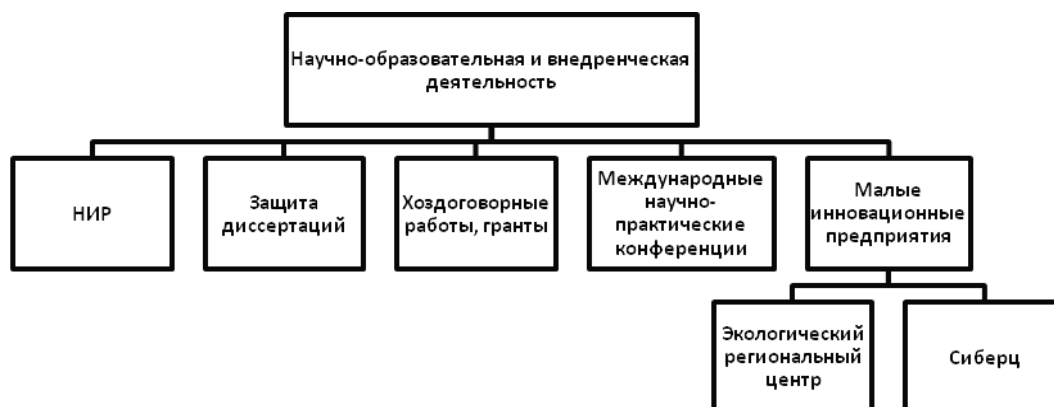 Научно-образовательная и внедренческая
деятельность
НИР
Защита
диссертаций
Хоздоговорные
работы, гранты
Международные
научно-
практические
конференции
Малые
инновационные
предприятия
Экологический
региональный
центр
Сиберц